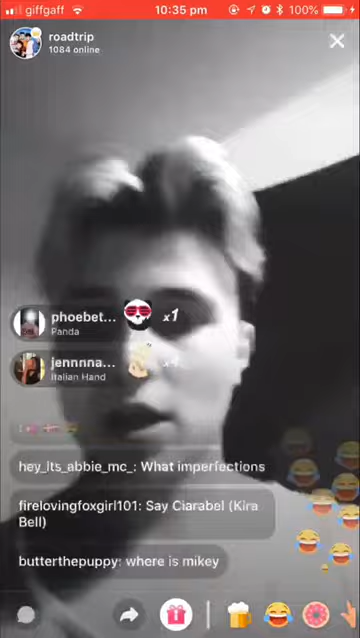 giffgaff 10:35 pm 100%
roadtrip
1084 online
phoebet... x1
Panda
jennnna... x4
Italian Hand
hey_its_abbie_mc_: What imperfections
firelovingfoxgirl101: Say Ciarabel (Kira
Bell)
butterthepuppy: where is mikey